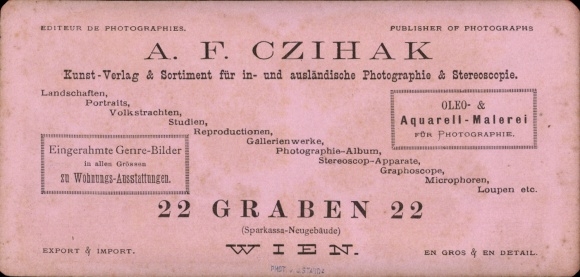 EDITEUR DE PHOTOGRAPHIES.
PUBLISHER OF PHOTOGRAPHS
A. F. CZIHAK
Kunst-Verlag & Sortiment für in- und ausländische Photographie & Stereoscopie.
Landschaften,
Portraits,
Volkstrachten,
Studien,
Reproductionen,
Gallerienwerke,
Photographie-Album,
Stereoscop-Apparate,
Graphoscope,
Microphoren,
Loupen etc.
OLEO- &
Aquarell-Malerei
FÜR PHOTOGRAPHIE.
Eingerahmte Genre-Bilder
in allen Grössen
zu Wohnungs-Ausstattungen.
22 GRABEN 22
(Sparkassa-Neugebäude)
WIEN.
EXPORT & IMPORT.
EN GROS & EN DETAIL.